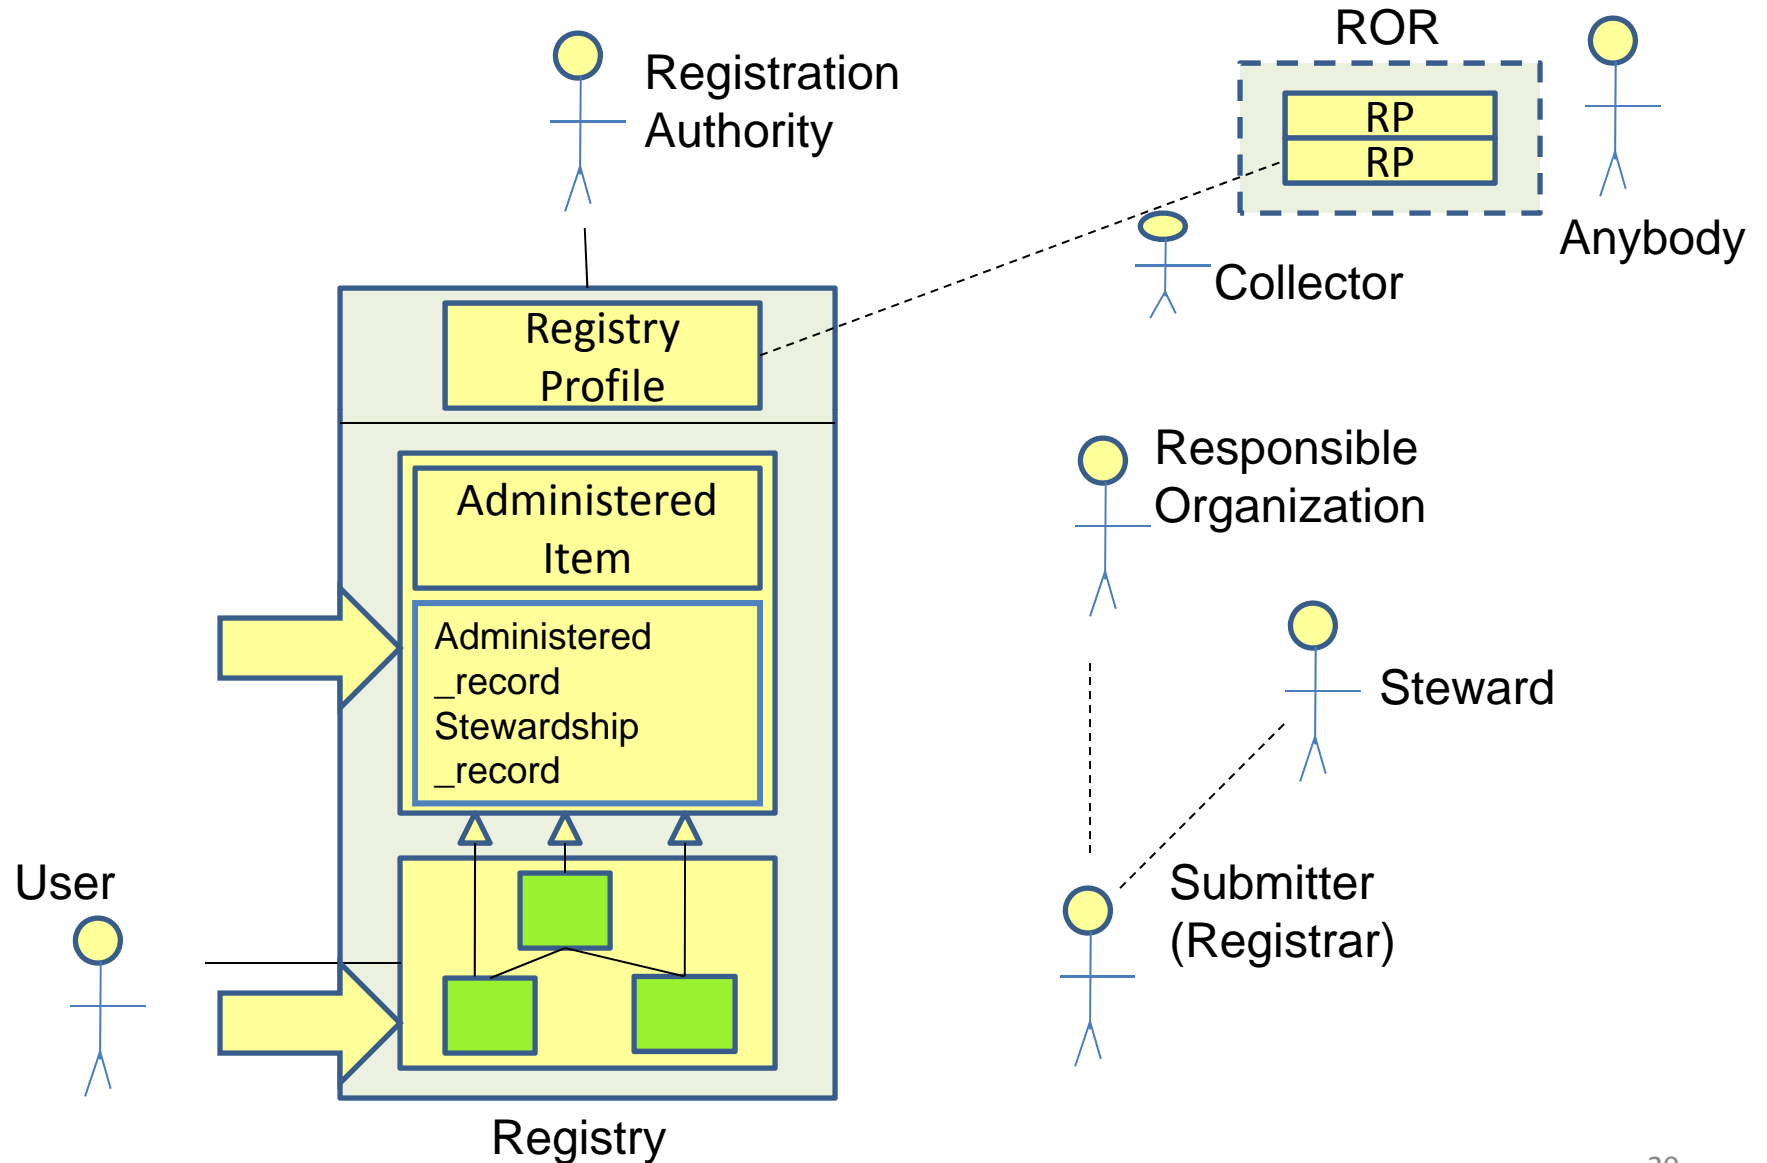 ROR
Registration
Authority
RP
RP
Anybody
Collector
Registry
Profile
Responsible
Organization
Administered
Item
Administered
_record
Stewardship
_record
Steward
User
Submitter
(Registrar)
Registry